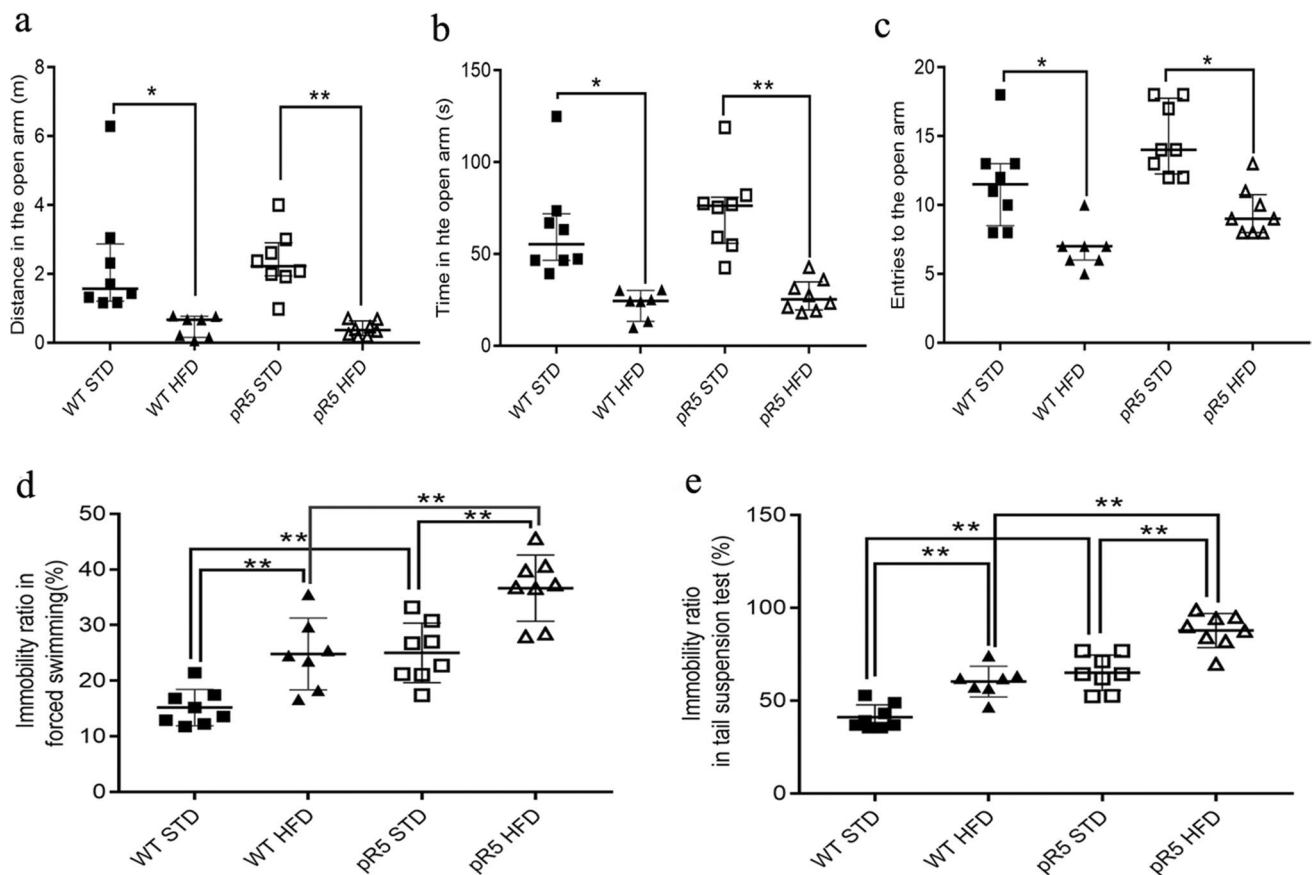 a
b
c
Distance in the open arm (m)
8
6
4
2
0
*
**
WT STD
WT HFD
pR5 STD
pR5 HFD
Time in hte open arm (s)
150
100
50
0
*
**
WT STD
WT HFD
pR5 STD
pR5 HFD
Entries to the open arm
20
15
10
5
0
*
*
WT STD
WT HFD
pR5 STD
pR5 HFD
d
e
Immobility ratio in
forced swimming(%)
50
40
30
20
10
0
**
**
**
**
WT STD
WT HFD
pR5 STD
pR5 HFD
Immobility ratio
in tail suspension test (%)
150
100
50
0
**
**
**
**
WT STD
WT HFD
pR5 STD
pR5 HFD